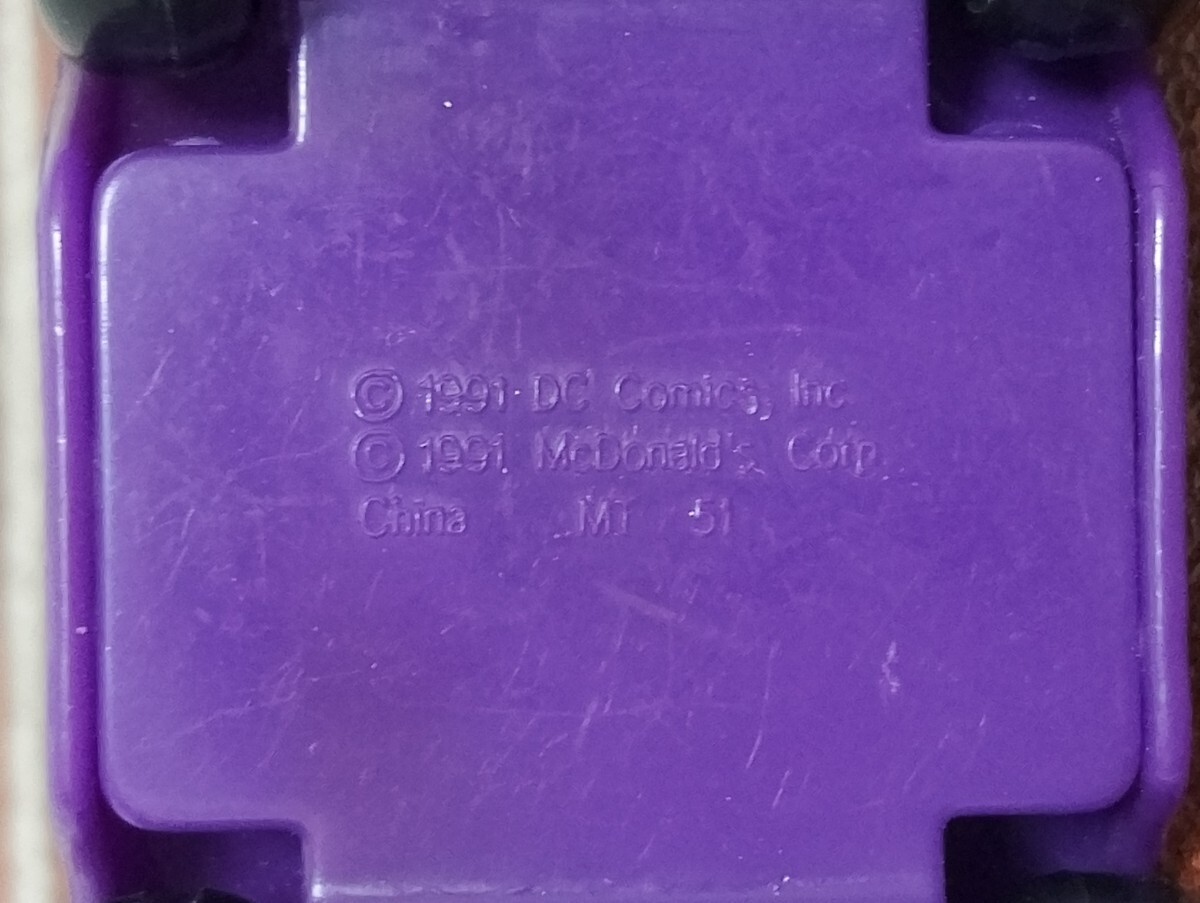 © 1991 DC Comics, Inc
© 1991 McDonald's Corp
China MT 51